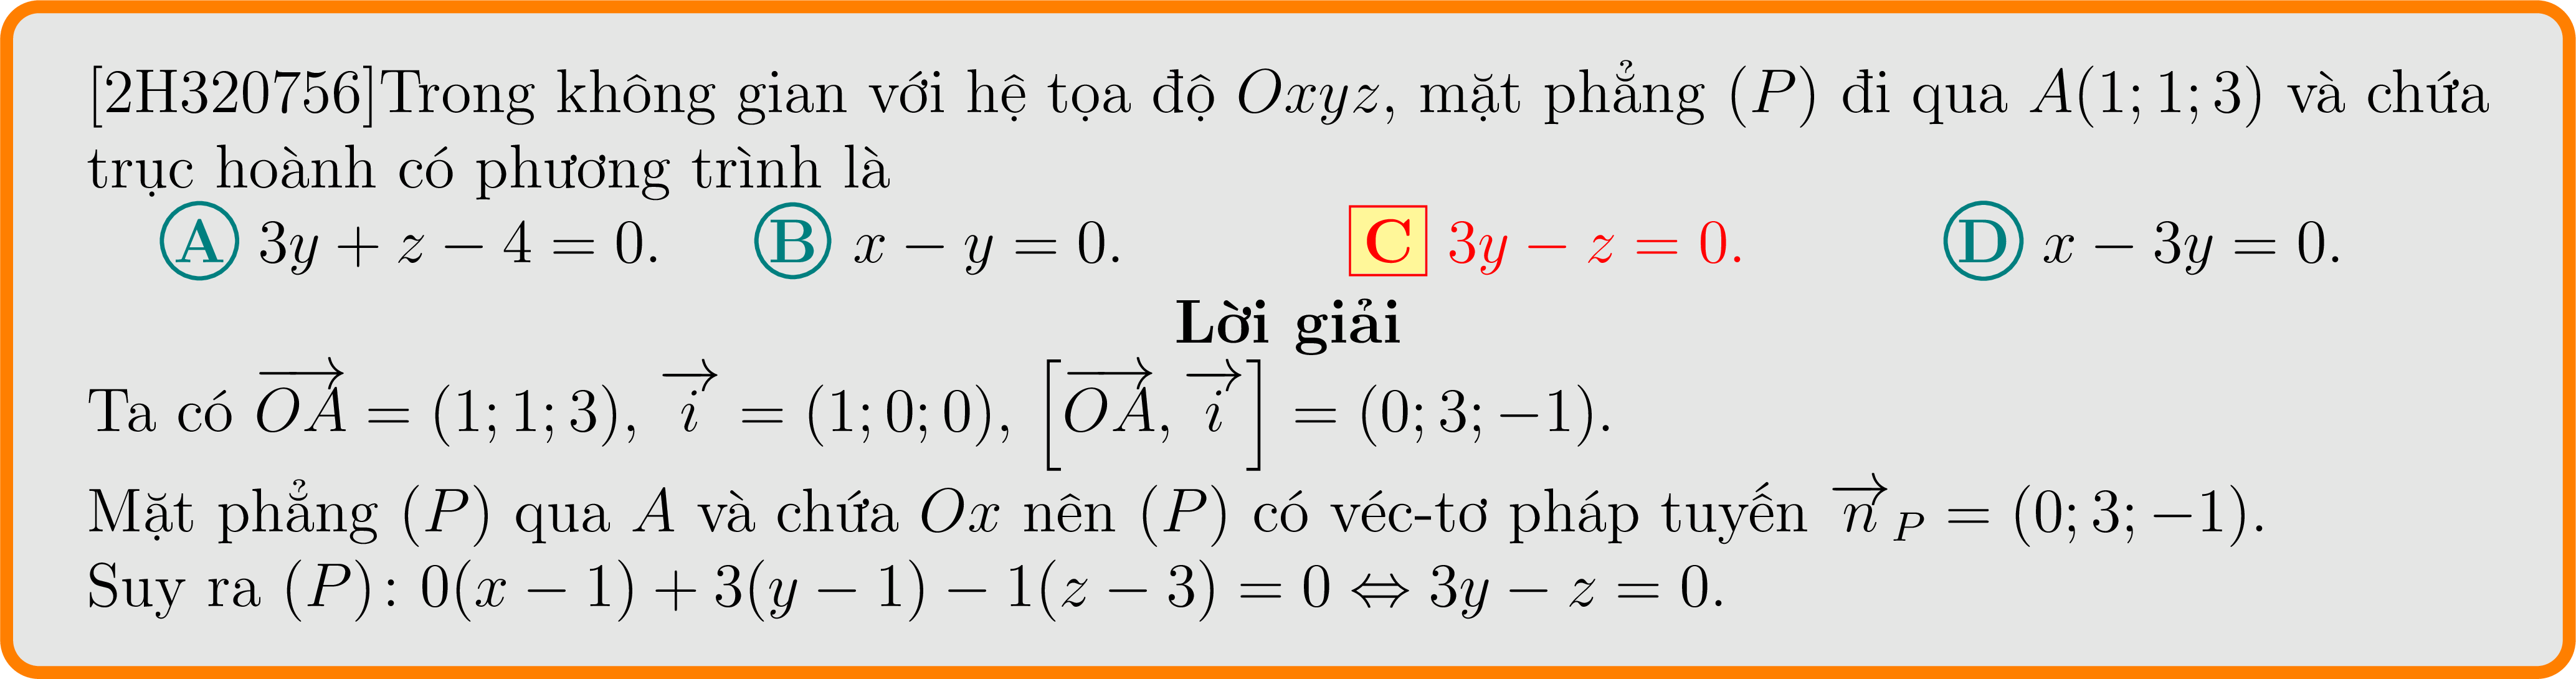 [2H320756]Trong không gian với hệ tọa độ Oxyz, mặt phẳng (P) đi qua A(1; 1; 3) và chứa
trục hoành có phương trình là
A 3y + z − 4 = 0. B x − y = 0. C 3y − z = 0. D x − 3y = 0.
Lời giải
Ta có $\overrightarrow{OA}$ = (1; 1; 3), $\overrightarrow{i}$ = (1; 0; 0), $\left[\overrightarrow{OA}, \overrightarrow{i}\right]$ = (0; 3; −1).
Mặt phẳng (P) qua A và chứa Ox nên (P) có véc-tơ pháp tuyến $\overrightarrow{n}_P$ = (0; 3; −1).
Suy ra (P): 0(x − 1) + 3(y − 1) − 1(z − 3) = 0 ⇔ 3y − z = 0.